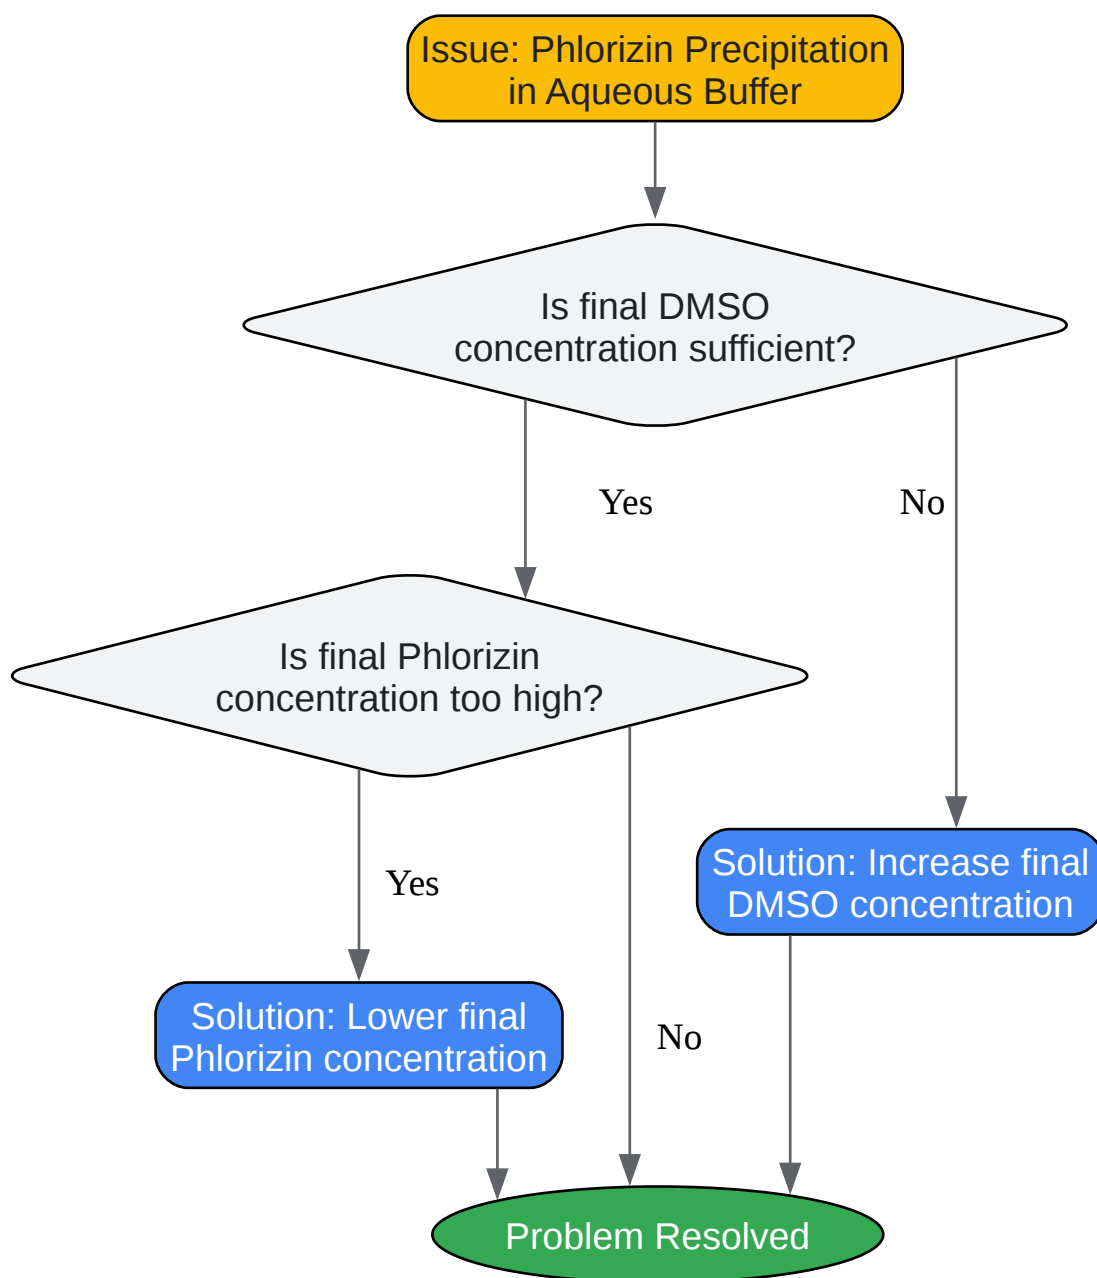 Issue: Phlorizin Precipitation
in Aqueous Buffer
Is final DMSO
concentration sufficient?
Yes
No
Is final Phlorizin
concentration too high?
Yes
Solution: Increase final
DMSO concentration
Solution: Lower final
Phlorizin concentration
No
Problem Resolved